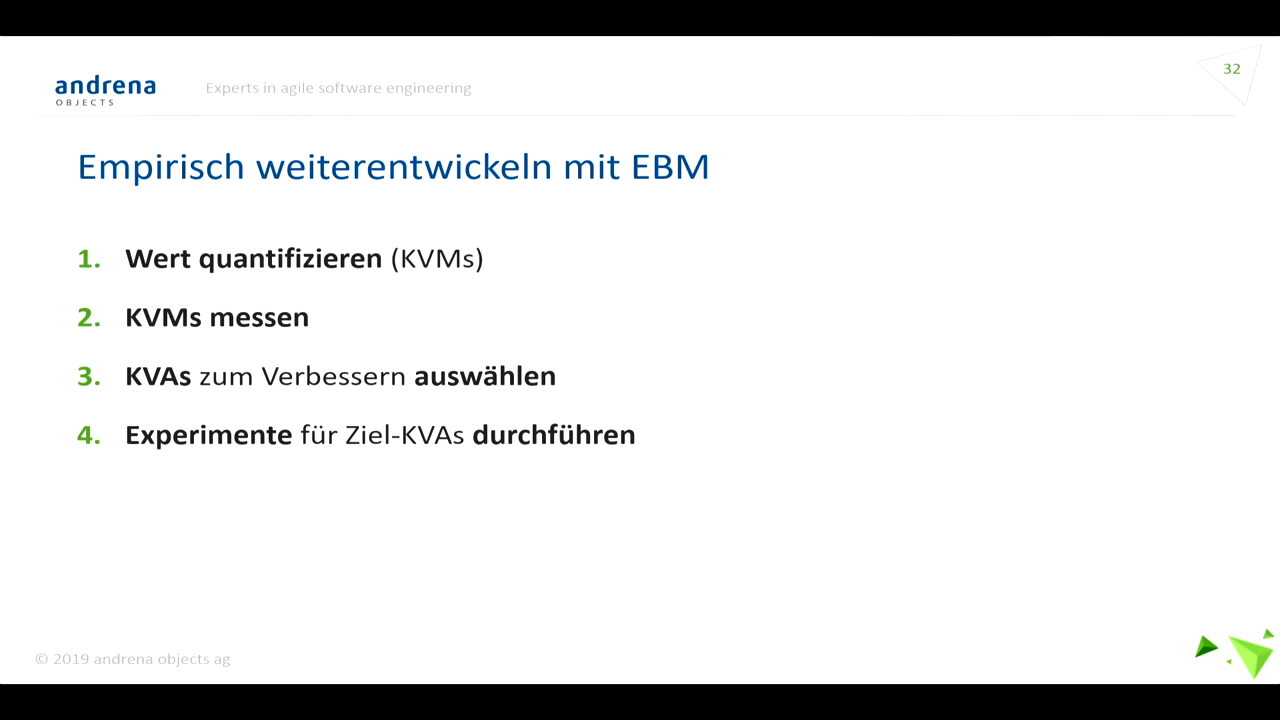 andrena
OBJECTS
Experts in agile software engineering
32
Empirisch weiterentwickeln mit EBM
1. Wert quantifizieren (KVMs)
2. KVMs messen
3. KVAs zum Verbessern auswählen
4. Experimente für Ziel-KVAs durchführen
© 2019 andrena objects ag